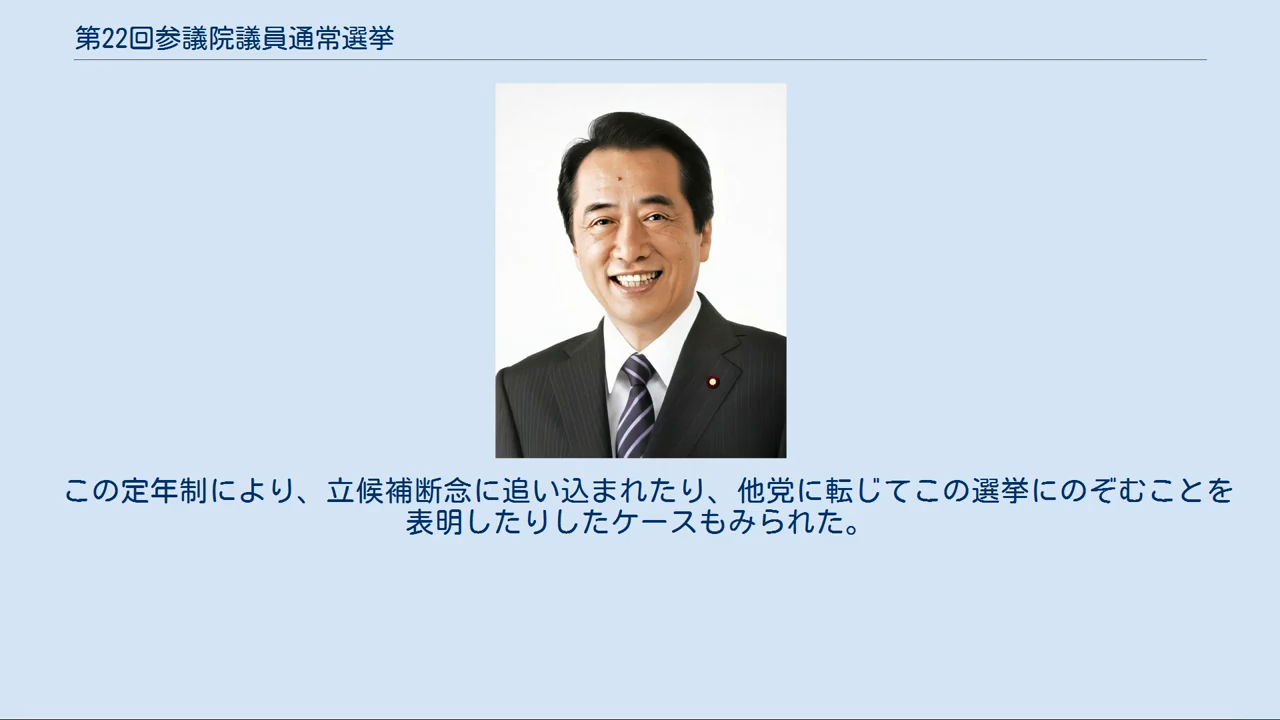 第22回参議院議員通常選挙
この定年制により、立候補断念に追い込まれたり、他党に転じてこの選挙にのぞむことを
表明したりしたケースもみられた。